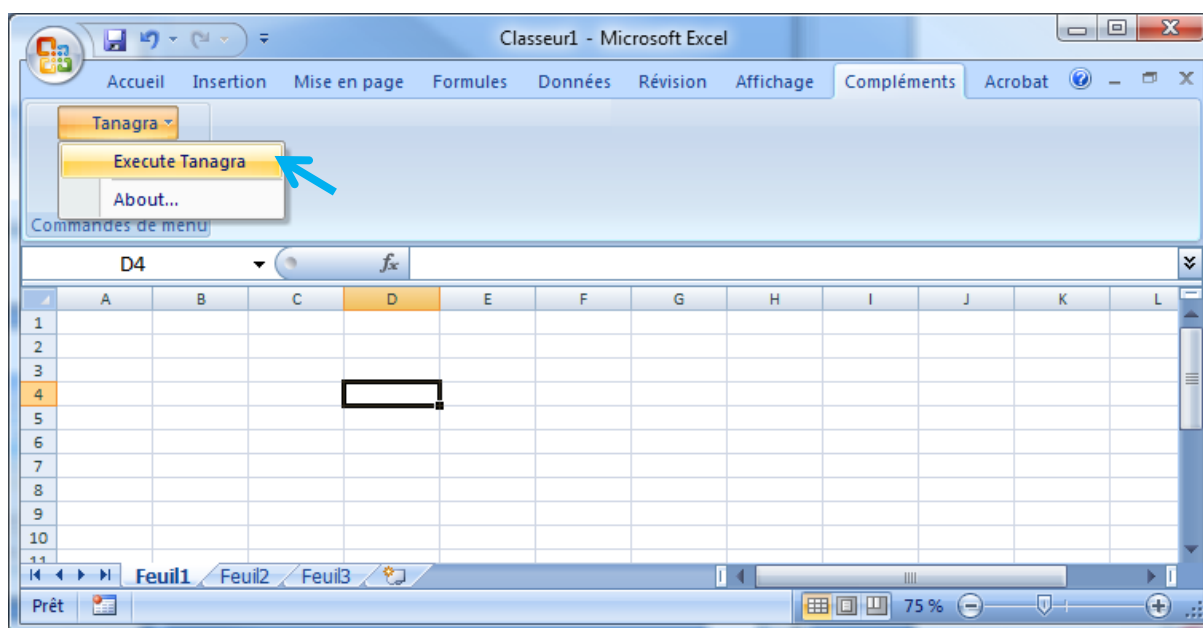 Classeur1 - Microsoft Excel
Accueil Insertion Mise en page Formules Données Révision Affichage Compléments Acrobat
Tanagra
Execute Tanagra
About...
Commandes de menu
D4 fx
A B C D E F G H I J K L
1
2
3
4
5
6
7
8
9
10
11
Feuil1 Feuil2 Feuil3
Prêt 75 %